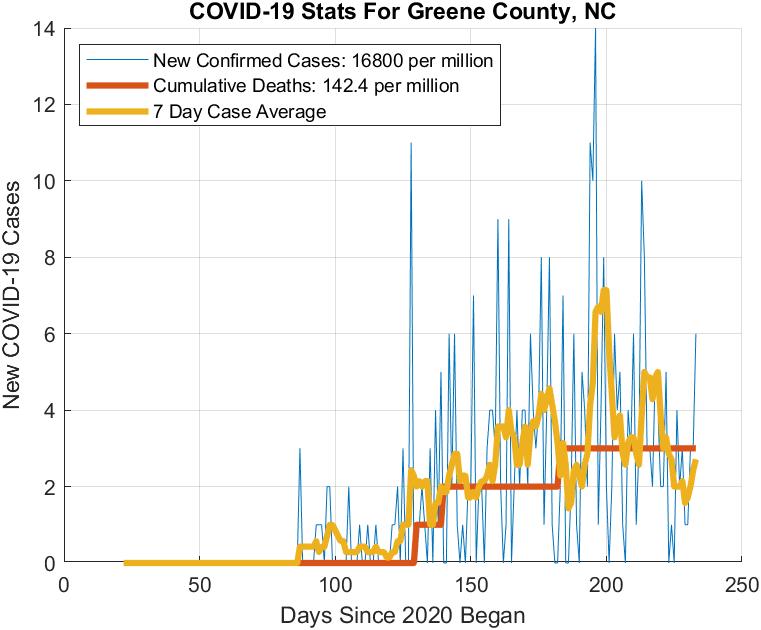 COVID-19 Stats For Greene County, NC
New Confirmed Cases: 16800 per million
Cumulative Deaths: 142.4 per million
7 Day Case Average
New COVID-19 Cases
14
12
10
8
6
4
2
0
0 50 100 150 200 250
Days Since 2020 Began